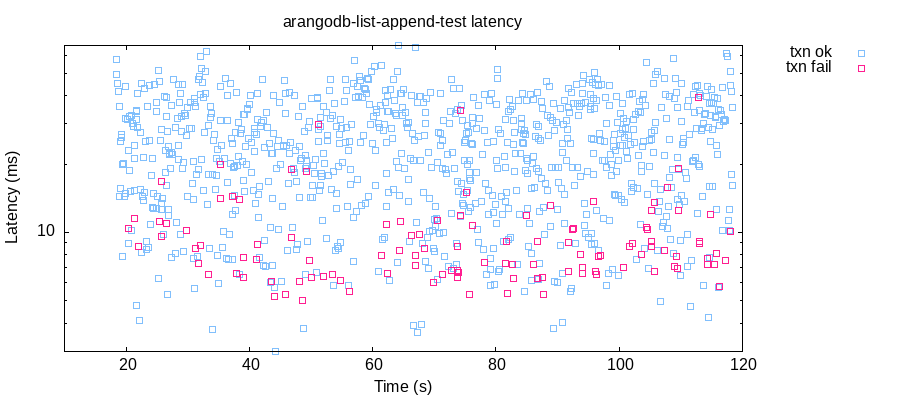 arangodb-list-append-test latency
txn ok
txn fail
Latency (ms)
10
20 40 60 80 100 120
Time (s)